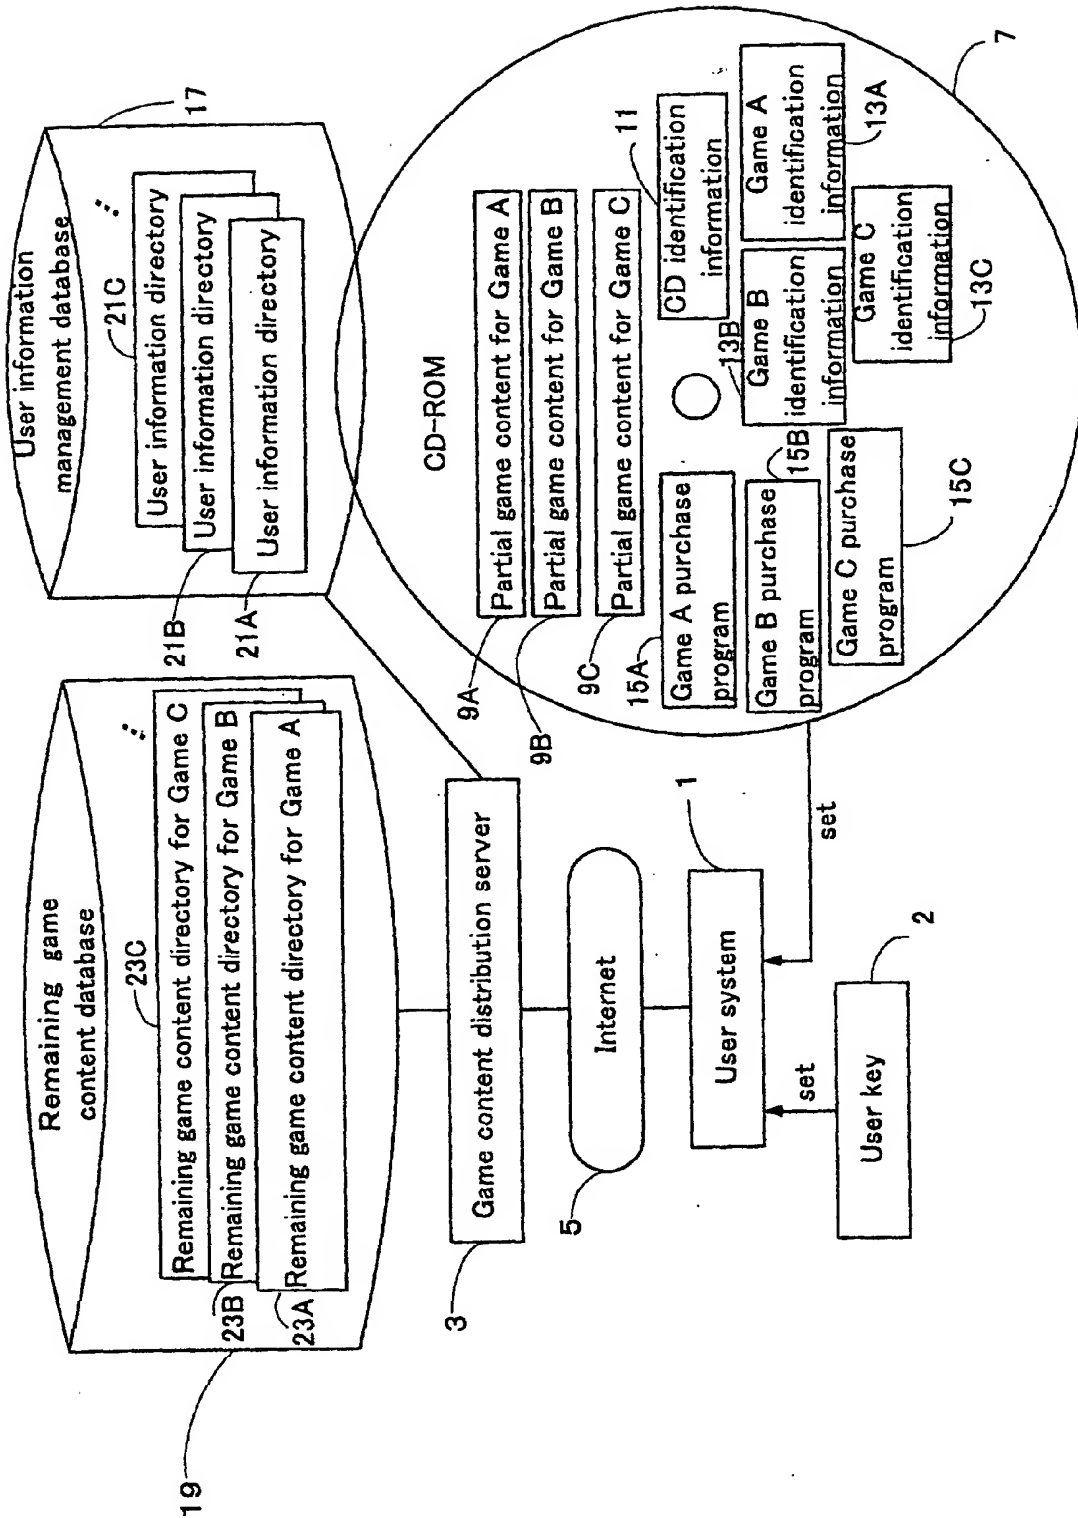 Remaining game
content database
23C
Remaining game content directory for Game C
23B
Remaining game content directory for Game B
23A
Remaining game content directory for Game A
19
User information
management database
17
21C
User information directory
21B
User information directory
21A
User information directory
3
Game content distribution server
5
Internet
1
User system
set
set
2
User key
CD-ROM
7
9A
Partial game content for Game A
9B
Partial game content for Game B
9C
Partial game content for Game C
11
CD identification
information
15A
Game A purchase
program
15B
Game B purchase
program
15C
Game C purchase
program
13B
Game B
identification
information
Game A
identification
information
13A
Game C
identification
information
13C